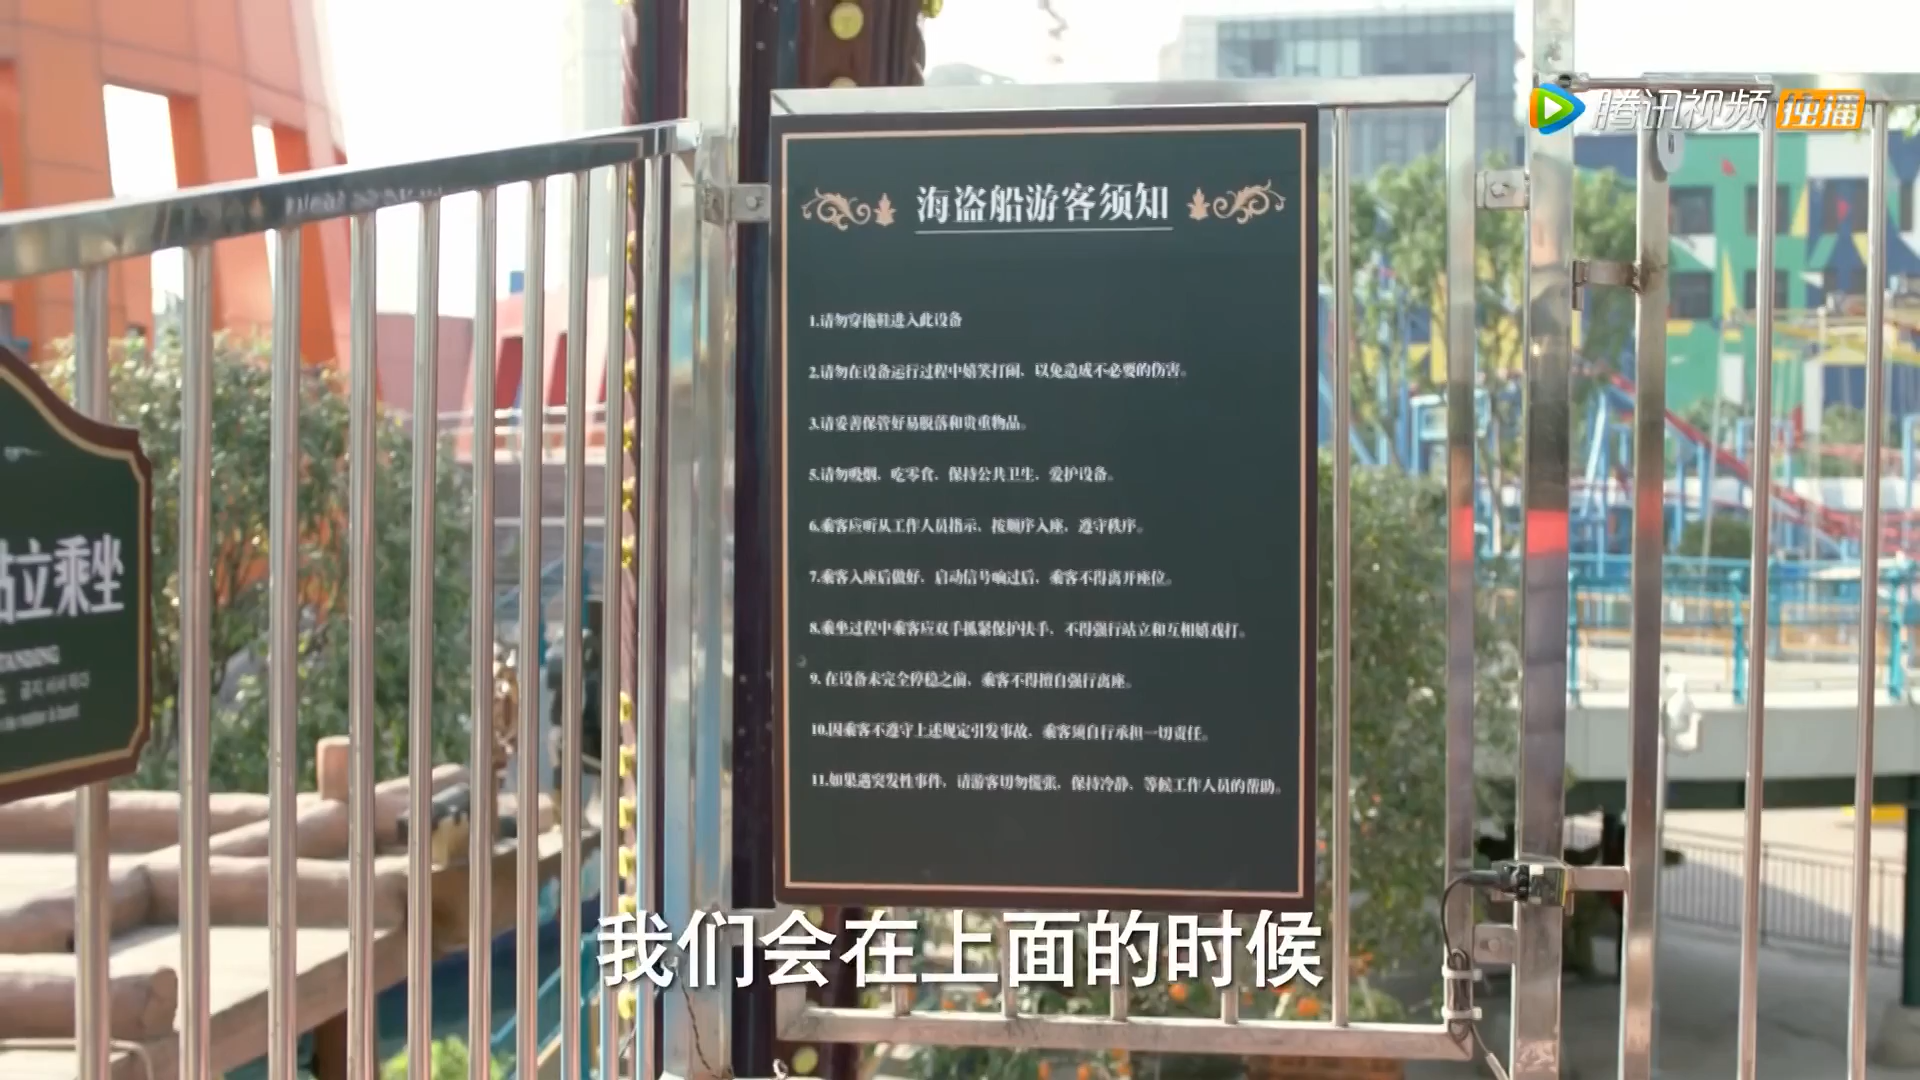 腾讯视频 独播
海盗船游客须知
1.请勿穿拖鞋进入此设备
2.请勿在设备运行过程中嬉笑打闹，以免造成不必要的伤害。
3.请妥善保管好易脱落和贵重物品。
5.请勿吸烟，吃零食，保持公共卫生，爱护设备。
6.乘客应听从工作人员指示，按顺序入座，遵守秩序。
7.乘客入座后做好，启动信号响过后，乘客不得离开座位。
8.乘坐过程中乘客应双手抓紧保护扶手，不得强行站立和互相嬉戏打。
9.在设备未完全停稳之前，乘客不得擅自强行离座。
10.因乘客不遵守上述规定引发事故，乘客须自行承担一切责任。
11.如果遇突发性事件，请游客切勿慌张，保持冷静，等候工作人员的帮助。
站立乘坐
TANDING
我们会在上面的时候